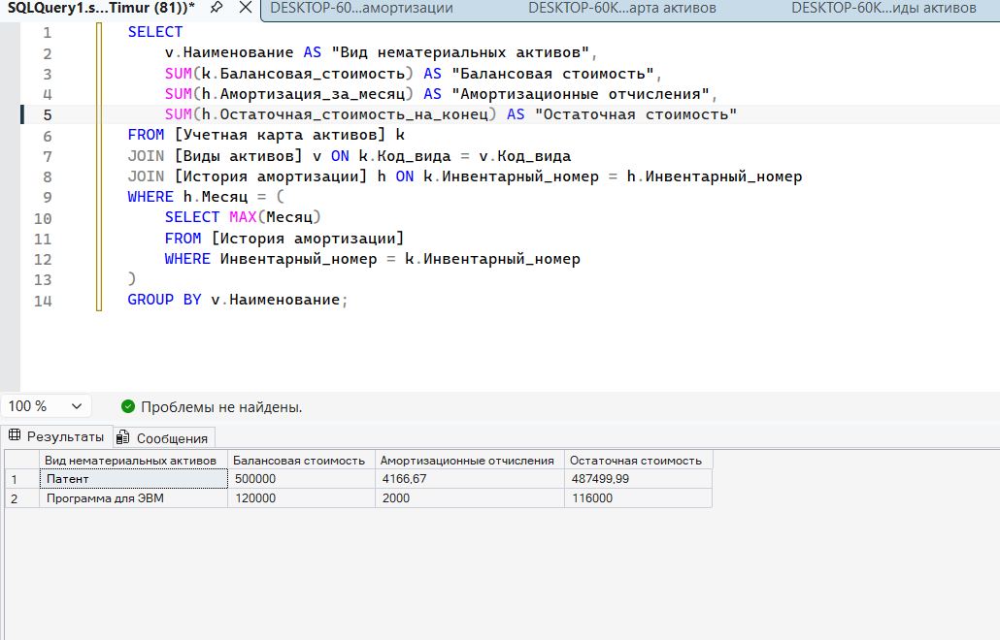 SQLQuery1.s...Timur (81))* DESKTOP-60...амортизации DESKTOP-60K...арта активов DESKTOP-60K...иды активов
1 SELECT
2 v.Наименование AS "Вид нематериальных активов",
3 SUM(k.Балансовая_стоимость) AS "Балансовая стоимость",
4 SUM(h.Амортизация_за_месяц) AS "Амортизационные отчисления",
5 SUM(h.Остаточная_стоимость_на_конец) AS "Остаточная стоимость"
6 FROM [Учетная карта активов] k
7 JOIN [Виды активов] v ON k.Код_вида = v.Код_вида
8 JOIN [История амортизации] h ON k.Инвентарный_номер = h.Инвентарный_номер
9 WHERE h.Месяц = (
10 SELECT MAX(Месяц)
11 FROM [История амортизации]
12 WHERE Инвентарный_номер = k.Инвентарный_номер
13 )
14 GROUP BY v.Наименование;
100 % Проблемы не найдены.
Результаты Сообщения
Вид нематериальных активов Балансовая стоимость Амортизационные отчисления Остаточная стоимость
1 Патент 500000 4166,67 487499,99
2 Программа для ЭВМ 120000 2000 116000